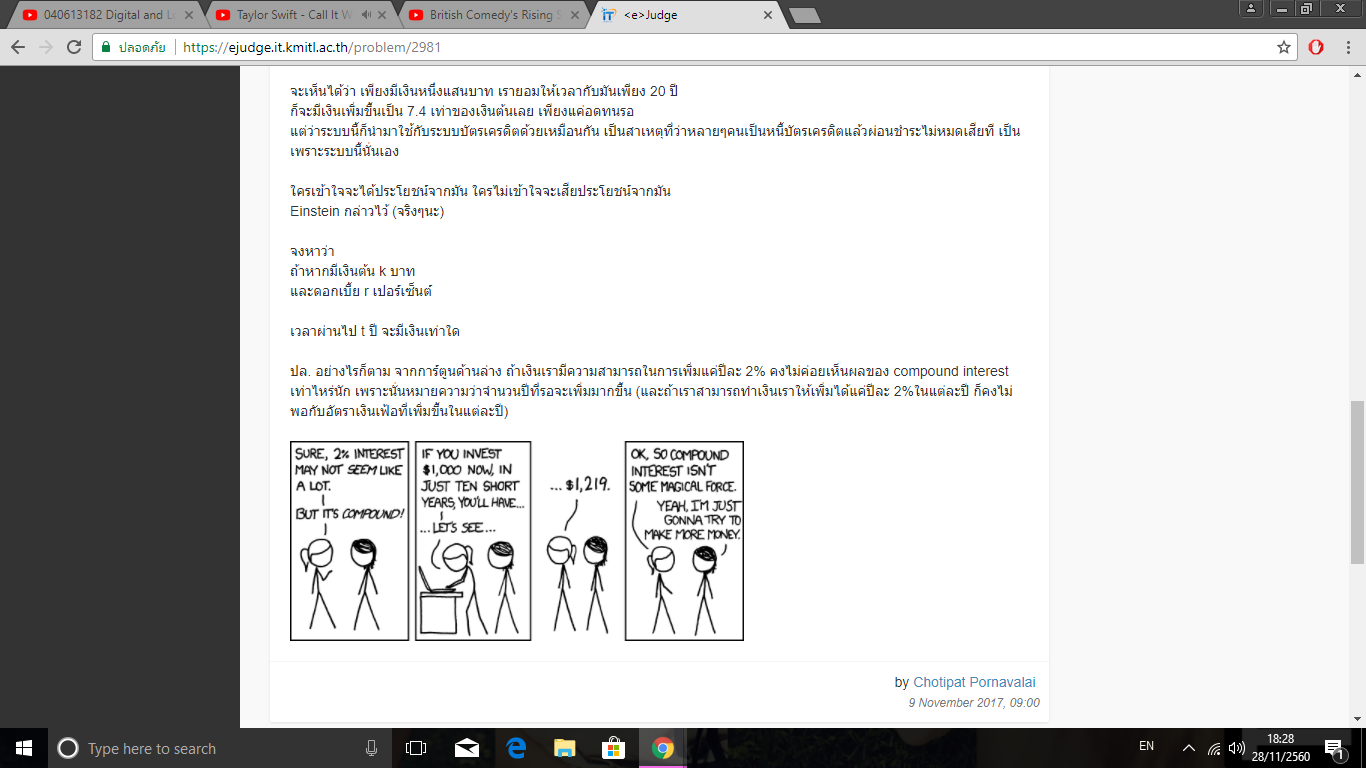 040613182 Digital and L
Taylor Swift - Call It W
British Comedy's Rising S
<e>Judge
ปลอดภัย https://ejudge.it.kmitl.ac.th/problem/2981
จะเห็นได้ว่า เพียงมีเงินหนึ่งแสนบาท เรายอมให้เวลากับมันเพียง 20 ปี
ก็จะมีเงินเพิ่มขึ้นเป็น 7.4 เท่าของเงินต้นเลย เพียงแค่อดทนรอ
แต่ว่าระบบนี้ก็นำมาใช้กับระบบบัตรเครดิตด้วยเหมือนกัน เป็นสาเหตุที่ว่าหลายๆคนเป็นหนี้บัตรเครดิตแล้วผ่อนชำระไม่หมดเสียที เป็น
เพราะระบบนี้นั่นเอง
ใครเข้าใจจะได้ประโยชน์จากมัน ใครไม่เข้าใจจะเสียประโยชน์จากมัน
Einstein กล่าวไว้ (จริงๆนะ)
จงหาว่า
ถ้าหากมีเงินต้น k บาท
และดอกเบี้ย r เปอร์เซ็นต์
เวลาผ่านไป t ปี จะมีเงินเท่าใด
ปล. อย่างไรก็ตาม จากการ์ตูนด้านล่าง ถ้าเงินเรามีความสามารถในการเพิ่มแค่ปีละ 2% คงไม่ค่อยเห็นผลของ compound interest
เท่าไหร่นัก เพราะนั่นหมายความว่าจำนวนปีที่รอจะเพิ่มมากขึ้น (และถ้าเราสามารถทำเงินเราให้เพิ่มได้แค่ปีละ 2%ในแต่ละปี ก็คงไม่
พอกับอัตราเงินเฟ้อที่เพิ่มขึ้นในแต่ละปี)
SURE, 2% INTEREST
MAY NOT SEEM LIKE
A LOT.
BUT IT'S COMPOUND!
IF YOU INVEST
$1,000 NOW, IN
JUST TEN SHORT
YEARS, YOU'LL HAVE...
...LET'S SEE...
...$1,219.
OK, SO COMPOUND
INTEREST ISN'T
SOME MAGICAL FORCE.
YEAH, I'M JUST
GONNA TRY TO
MAKE MORE MONEY.
by Chotipat Pornavalai
9 November 2017, 09:00
Type here to search
EN
18:28
28/11/2560
1